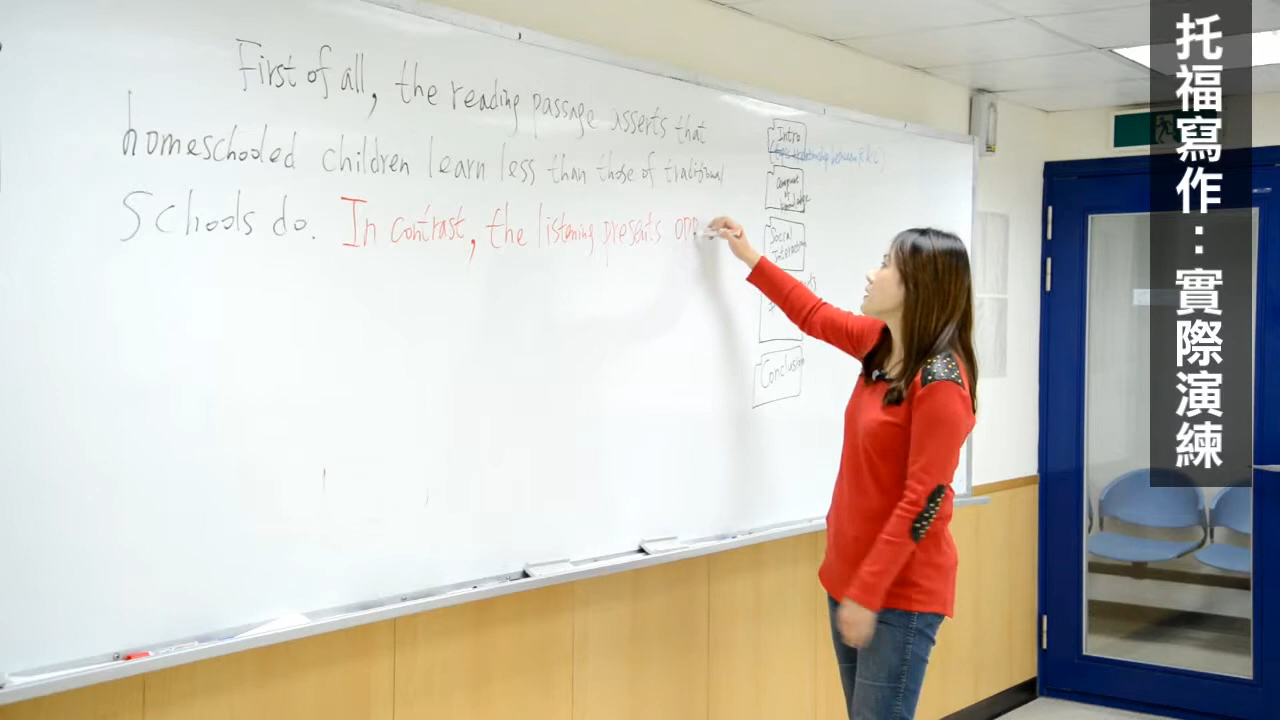 First of all, the reading passage asserts that
homeschooled children learn less than those of traditional
Schools do. In contrast, the listening presents opp
Intro
Social
Interaction
Conclusion
托福寫作：實際演練